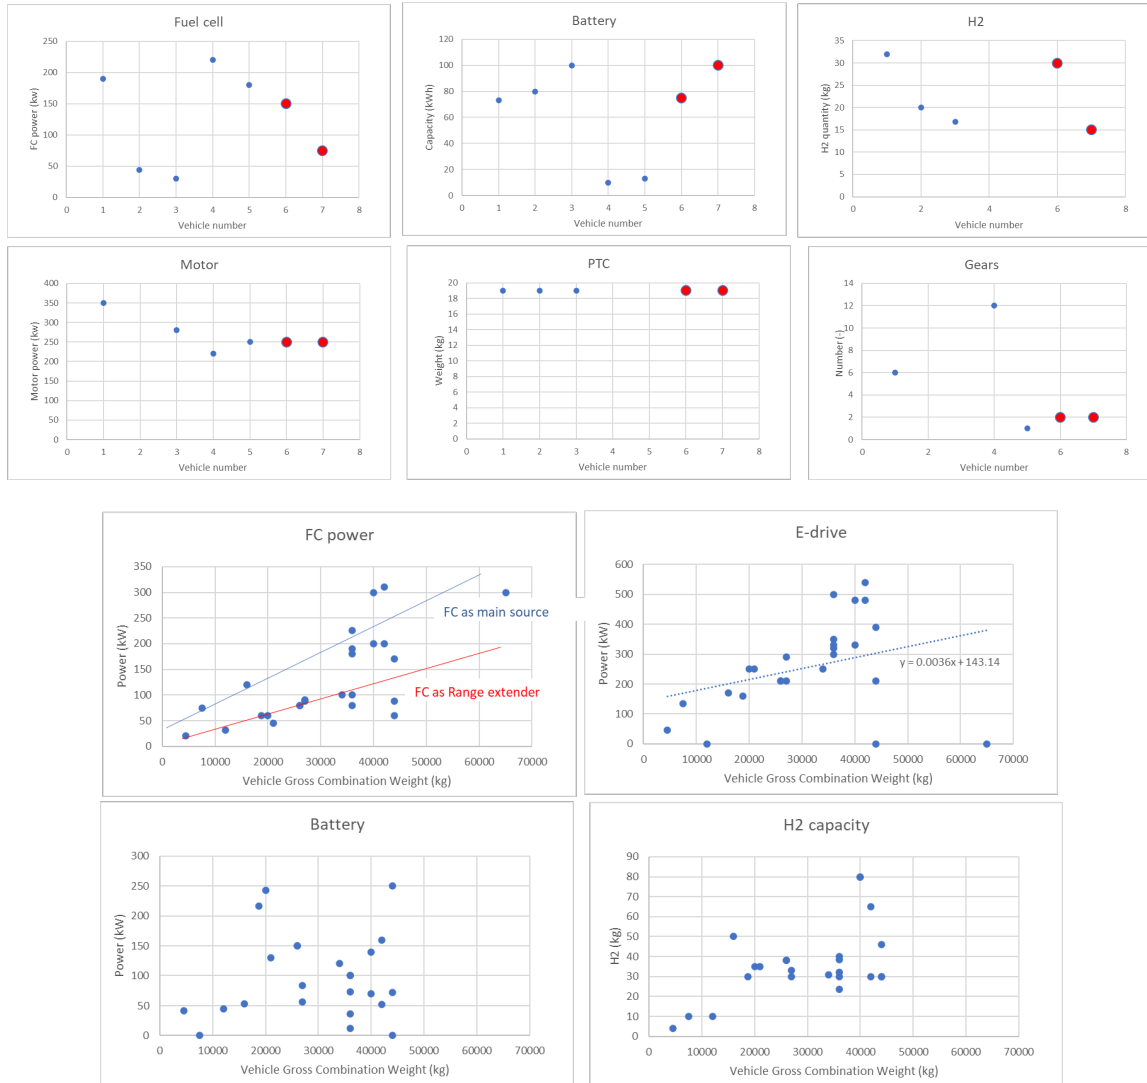 Fuel cell
FC power (kw)
250
200
150
100
50
0
0 1 2 3 4 5 6 7 8
Vehicle number
Battery
Capacity (kWh)
120
100
80
60
40
20
0
0 1 2 3 4 5 6 7 8
Vehicle number
H2
H2 quantity (kg)
35
30
25
20
15
10
5
0
0 2 4 6 8
Vehicle number
Motor
Motor power (kw)
400
350
300
250
200
150
100
50
0
0 1 2 3 4 5 6 7 8
Vehicle number
PTC
Weight (kg)
20
18
16
14
12
10
8
6
4
2
0
0 1 2 3 4 5 6 7 8
Vehicle number
Gears
Number (-)
14
12
10
8
6
4
2
0
0 2 4 6 8
Vehicle number
FC power
Power (kW)
350
300
250
200
150
100
50
0
FC as main source
FC as Range extender
0 10000 20000 30000 40000 50000 60000 70000
Vehicle Gross Combination Weight (kg)
E-drive
Power (kW)
600
500
400
300
200
100
0
y = 0.0036x + 143.14
0 10000 20000 30000 40000 50000 60000 70000
Vehicle Gross Combination Weight (kg)
Battery
Power (kW)
300
250
200
150
100
50
0
0 10000 20000 30000 40000 50000 60000 70000
Vehicle Gross Combination Weight (kg)
H2 capacity
H2 (kg)
90
80
70
60
50
40
30
20
10
0
0 10000 20000 30000 40000 50000 60000 70000
Vehicle Gross Combination Weight (kg)